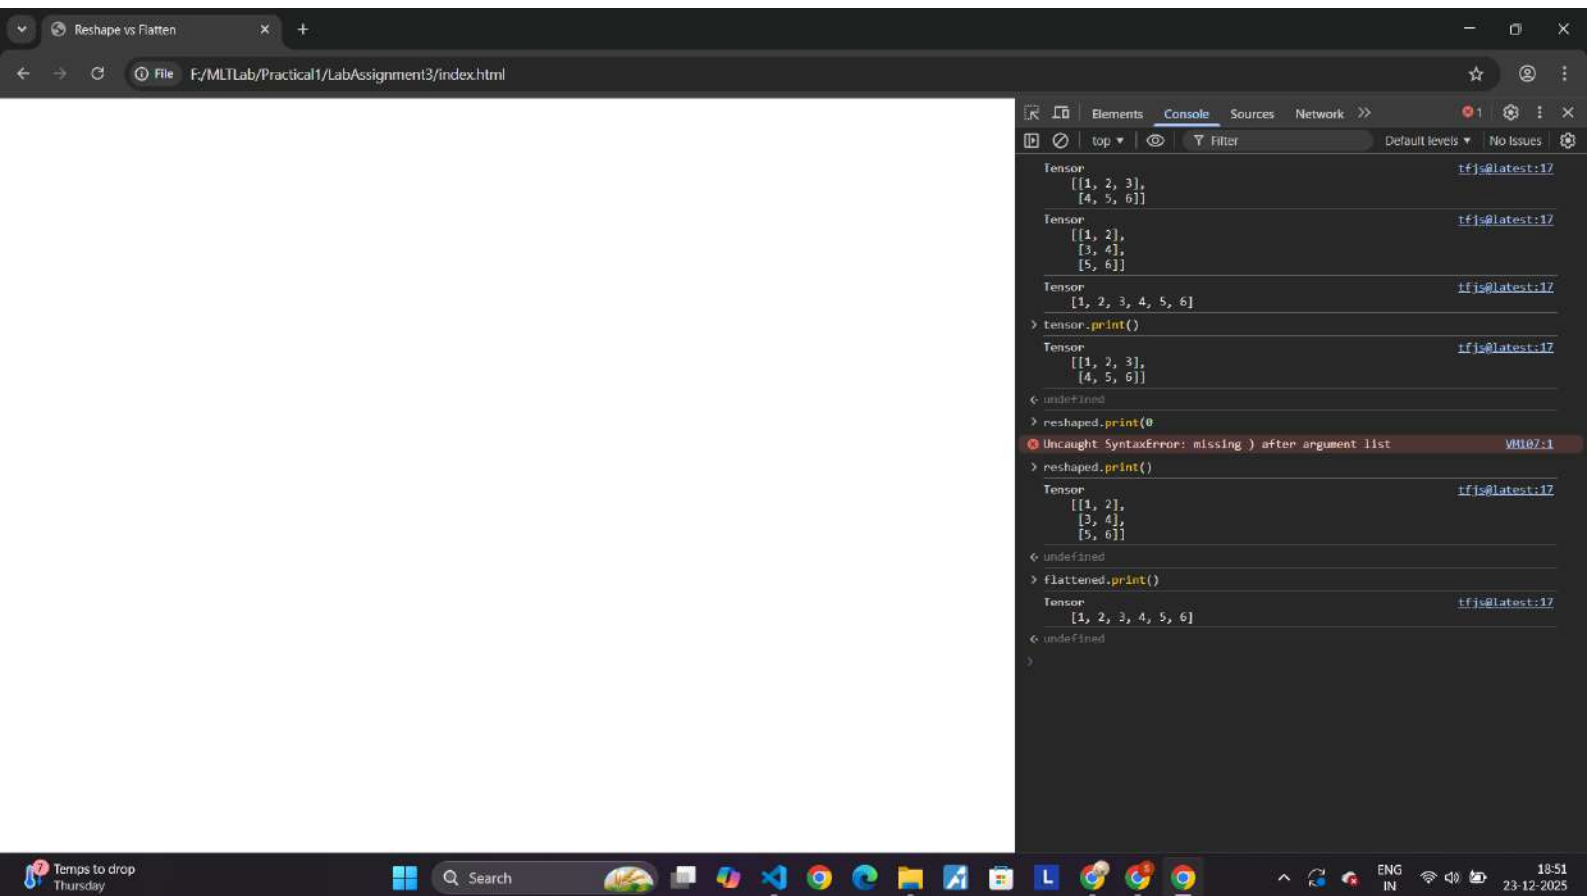 Reshape vs Flatten
File F:/MLTLab/Practical1/LabAssignment3/index.html
Elements Console Sources Network 1
top Filter Default levels No Issues
Tensor tfjs@latest:17
[[1, 2, 3],
[4, 5, 6]]
Tensor tfjs@latest:17
[[1, 2],
[3, 4],
[5, 6]]
Tensor tfjs@latest:17
[1, 2, 3, 4, 5, 6]
> tensor.print()
Tensor tfjs@latest:17
[[1, 2, 3],
[4, 5, 6]]
undefined
> reshaped.print(0
Uncaught SyntaxError: missing ) after argument list VM107:1
> reshaped.print()
Tensor tfjs@latest:17
[[1, 2],
[3, 4],
[5, 6]]
undefined
> flattened.print()
Tensor tfjs@latest:17
[1, 2, 3, 4, 5, 6]
undefined
Temps to drop
Thursday
Search
L
ENG
IN
18:51
23-12-2025